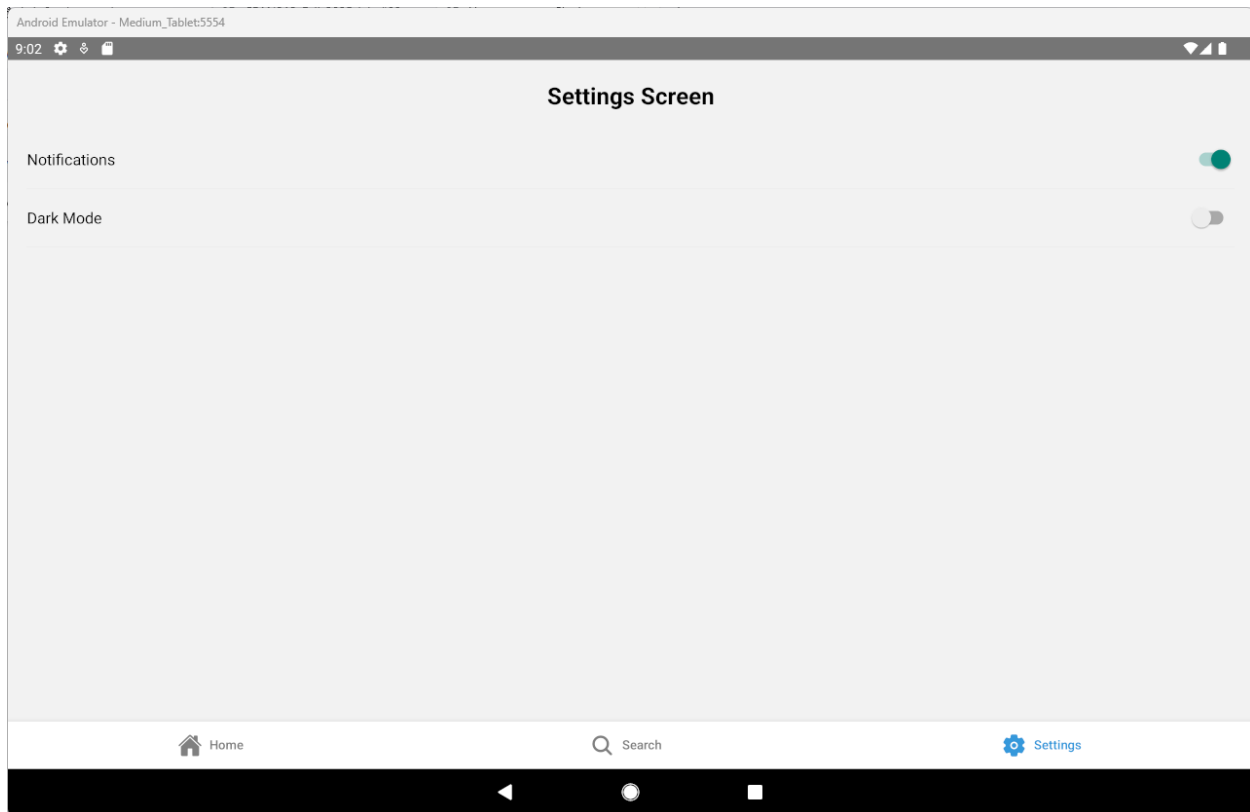 Android Emulator - Medium_Tablet:5554
9:02
Settings Screen
Notifications
Dark Mode
Home Search Settings